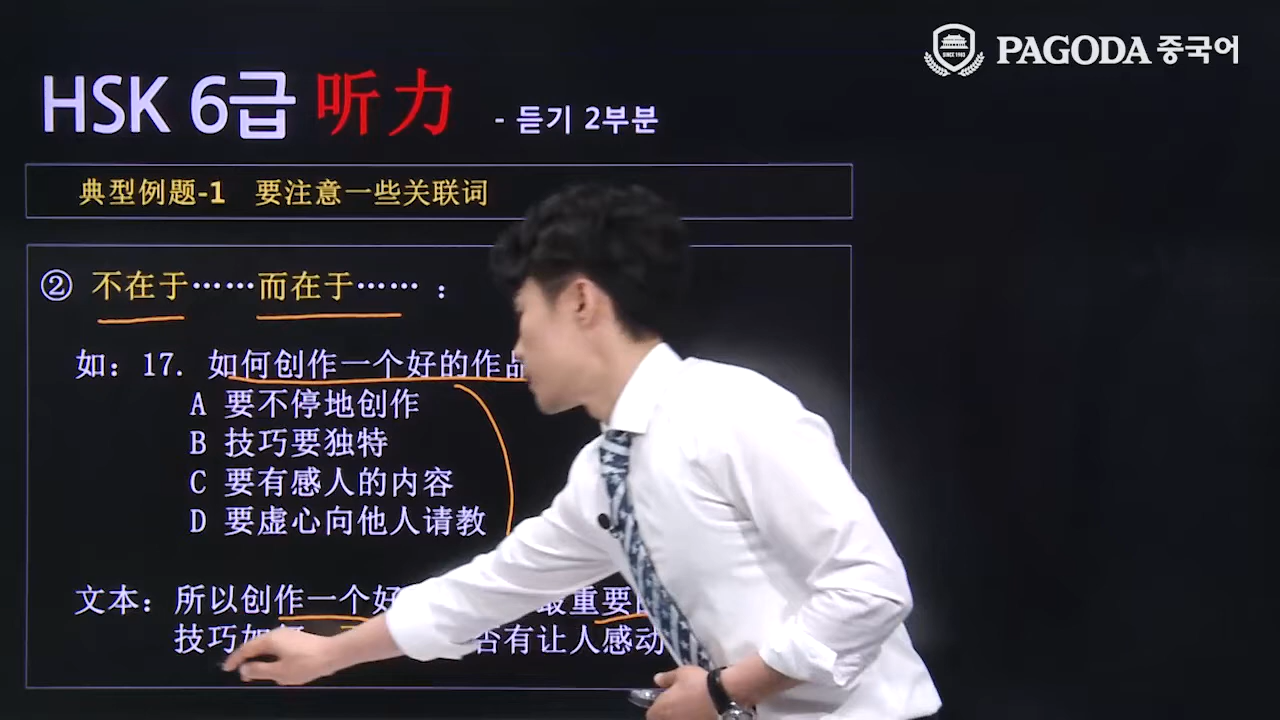 PAGODA 중국어
SINCE 1983
HSK 6급 听力 - 듣기 2부분
典型例题-1 要注意一些关联词
② 不在于……而在于……：
如：17. 如何创作一个好的作品
A 要不停地创作
B 技巧要独特
C 要有感人的内容
D 要虚心向他人请教
文本：所以创作一个好 最重要
技巧如 否有让人感动